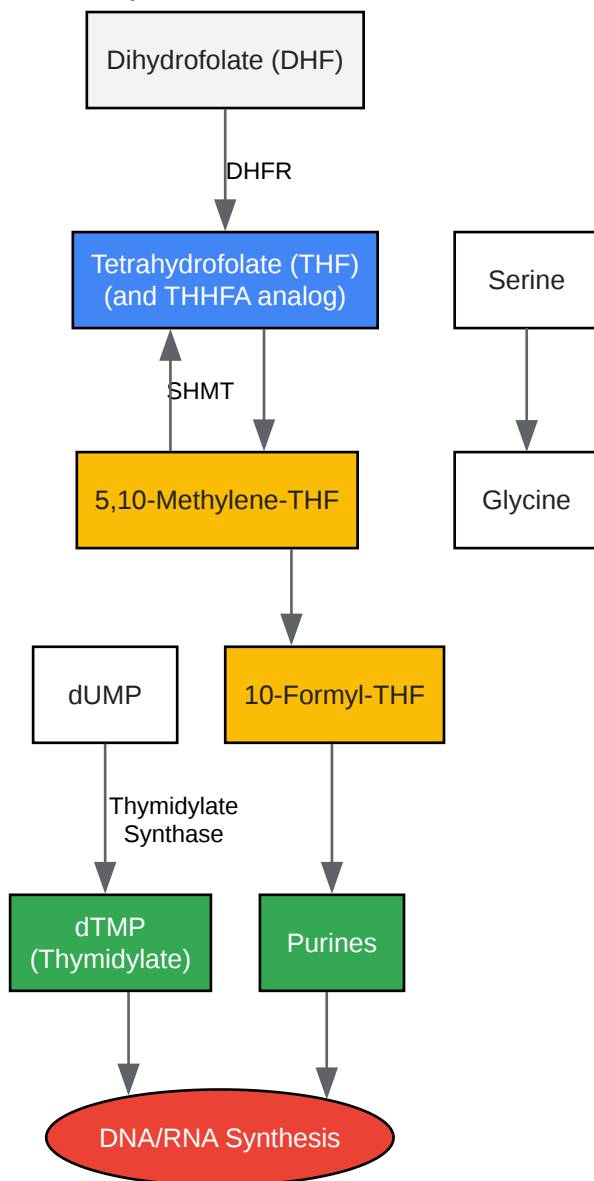 Dihydrofolate (DHF)
DHFR
Tetrahydrofolate (THF)
(and THHFA analog)
Serine
SHMT
5,10-Methylene-THF
Glycine
dUMP
10-Formyl-THF
Thymidylate
Synthase
dTMP
(Thymidylate)
Purines
DNA/RNA Synthesis